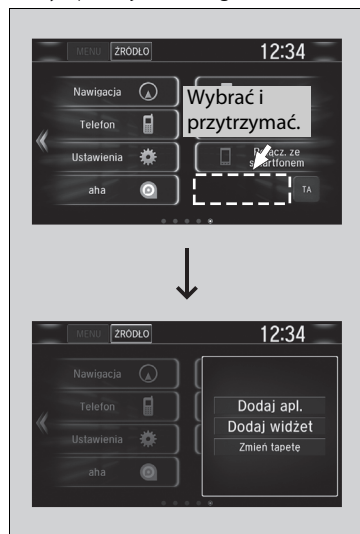 MENU ŹRÓDŁO 12:34
Nawigacja
Telefon
Ustawienia
aha
Wybrać i
przytrzymać.
Połącz. ze
smartfonem
TA
MENU ŹRÓDŁO 12:34
Nawigacja
Telefon
Ustawienia
aha
Dodaj apl.
Dodaj widżet
Zmień tapetę